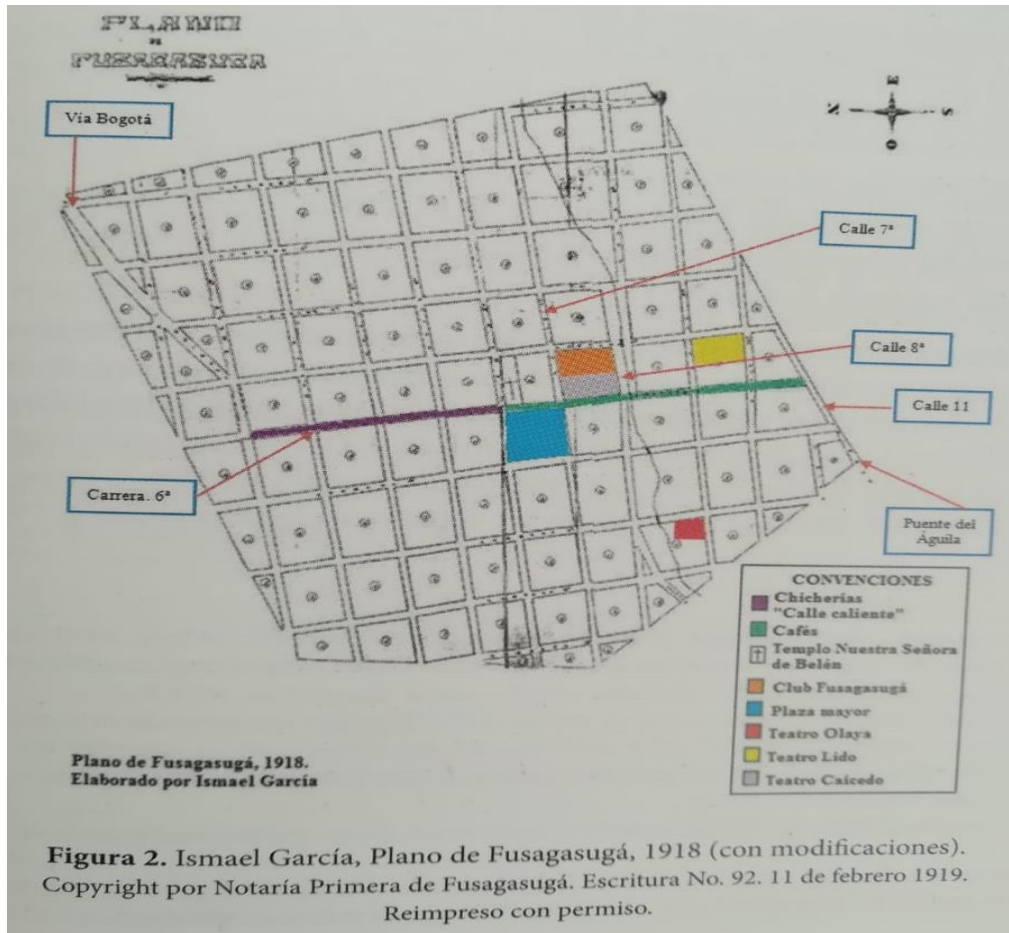 PLANO
DE
FUSAGASUGA
Vía Bogotá
E
N
S
O
Calle 7ª
Calle 8ª
Calle 11
Carrera. 6ª
Puente del
Águila
CONVENCIONES
Chicherías
"Calle caliente"
Cafés
Templo Nuestra Señora
de Belén
Club Fusagasugá
Plaza mayor
Teatro Olaya
Teatro Lido
Teatro Caicedo
Plano de Fusagasugá, 1918.
Elaborado por Ismael García
Figura 2. Ismael García, Plano de Fusagasugá, 1918 (con modificaciones).
Copyright por Notaría Primera de Fusagasugá. Escritura No. 92. 11 de febrero 1919.
Reimpreso con permiso.